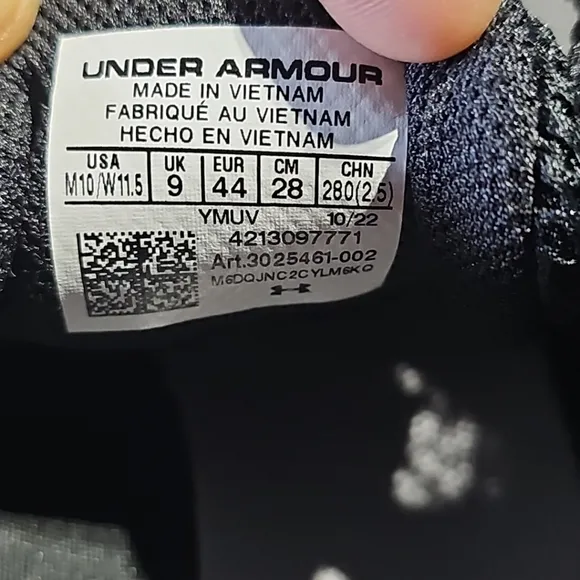 UNDER ARMOUR
MADE IN VIETNAM
FABRIQUÉ AU VIETNAM
HECHO EN VIETNAM
USA UK EUR CM CHN
M10/W11.5 9 44 28 280(2.5)
YMUV 10/22
4213097771
Art.3025461-002
M6DQJNC2CYLM6KO